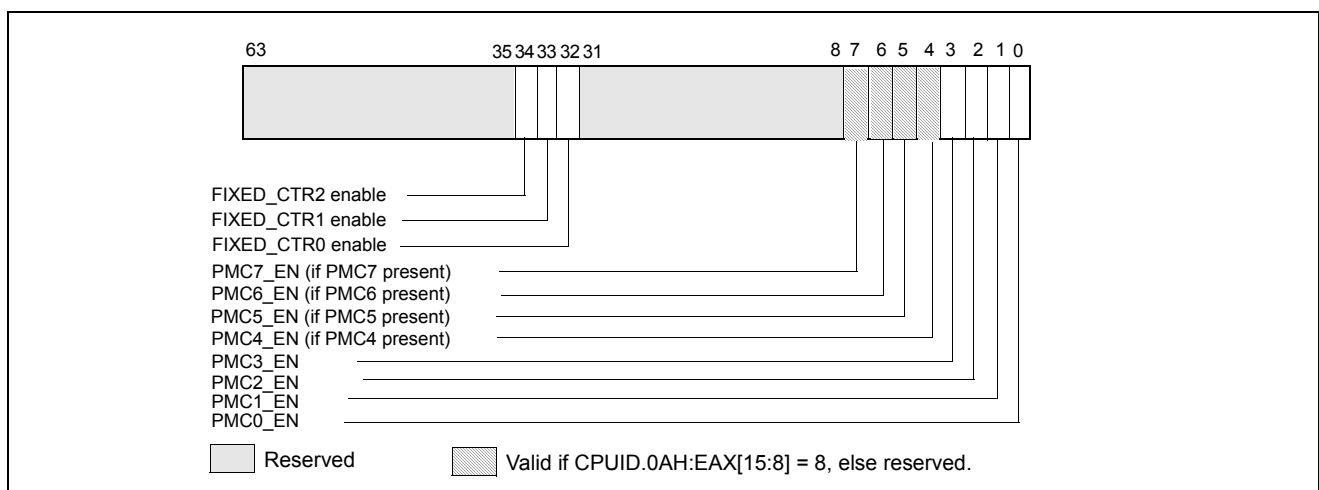 63 35 34 33 32 31 8 7 6 5 4 3 2 1 0
FIXED_CTR2 enable
FIXED_CTR1 enable
FIXED_CTR0 enable
PMC7_EN (if PMC7 present)
PMC6_EN (if PMC6 present)
PMC5_EN (if PMC5 present)
PMC4_EN (if PMC4 present)
PMC3_EN
PMC2_EN
PMC1_EN
PMC0_EN
Reserved Valid if CPUID.0AH:EAX[15:8] = 8, else reserved.